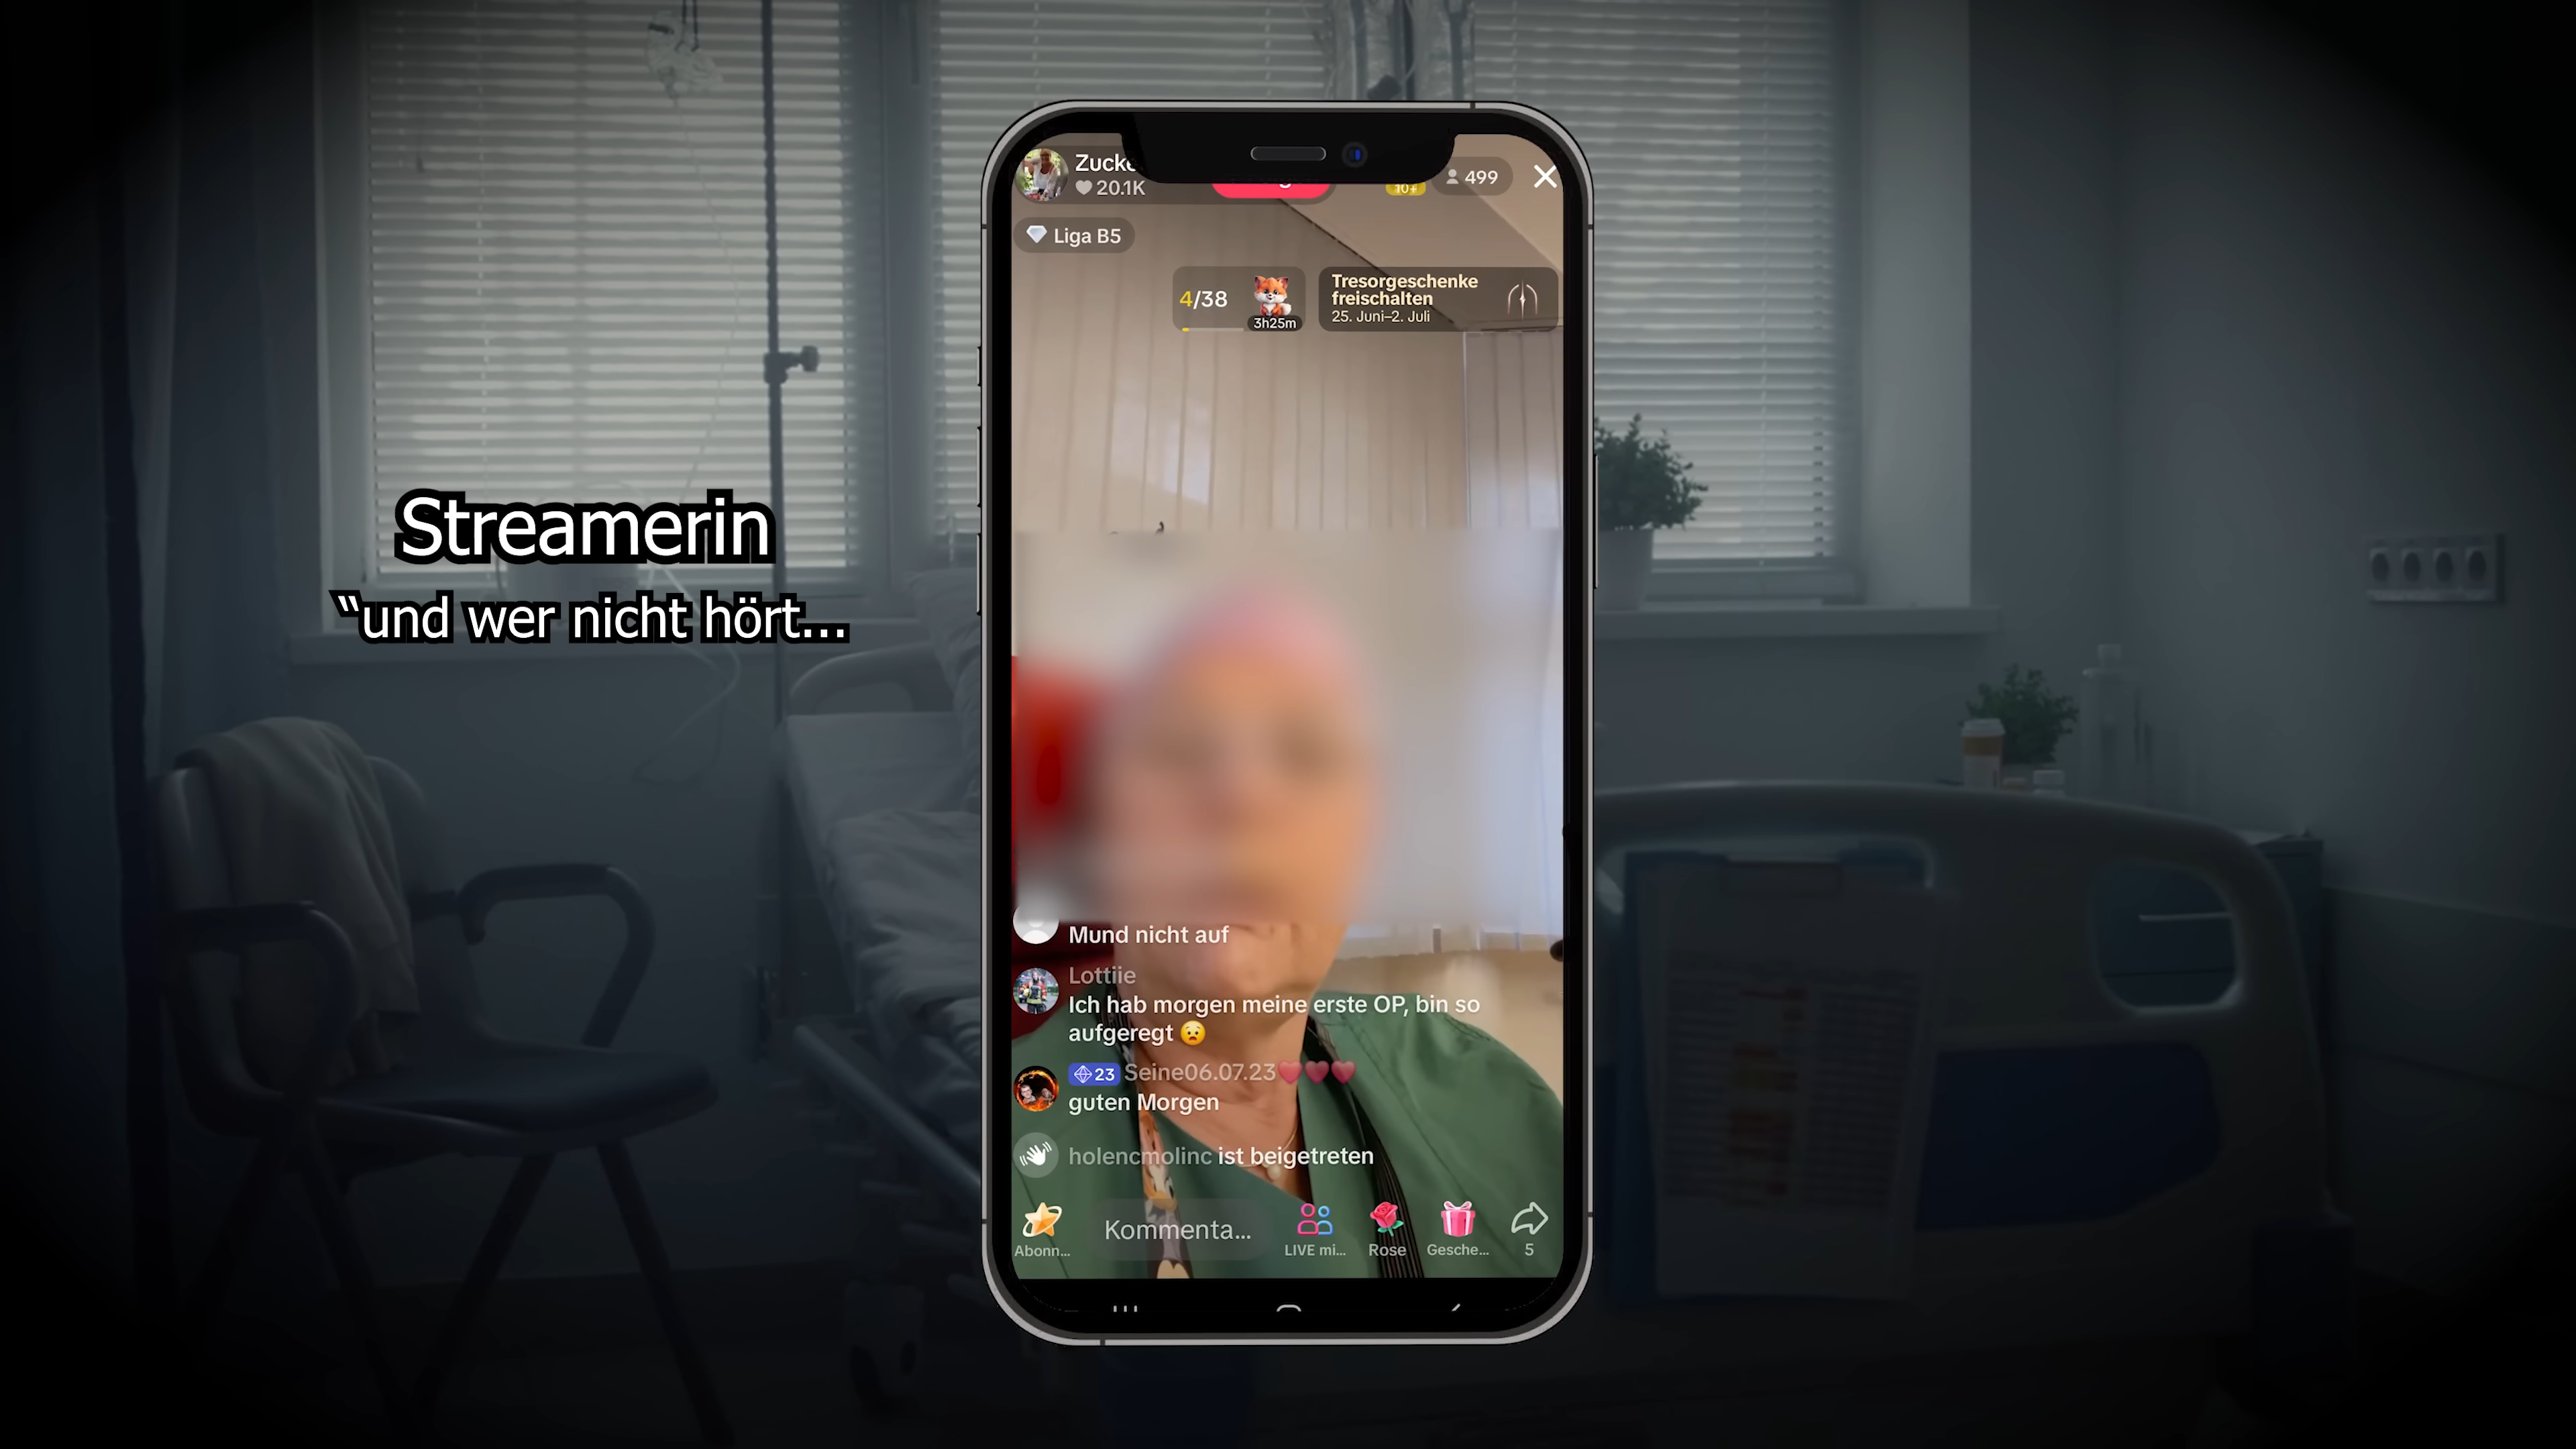 Streamerin
“und wer nicht hört...
Zucke
20.1K
499
Liga B5
4/38
3h25m
Tresorgeschenke
freischalten
25. Juni–2. Juli
Mund nicht auf
Lottiie
Ich hab morgen meine erste OP, bin so
aufgeregt 😟
23 Seine06.07.23❤️❤️❤️
guten Morgen
holencmolinc ist beigetreten
Kommenta...
Abonn...
LIVE mi...
Rose
Gesche...
5